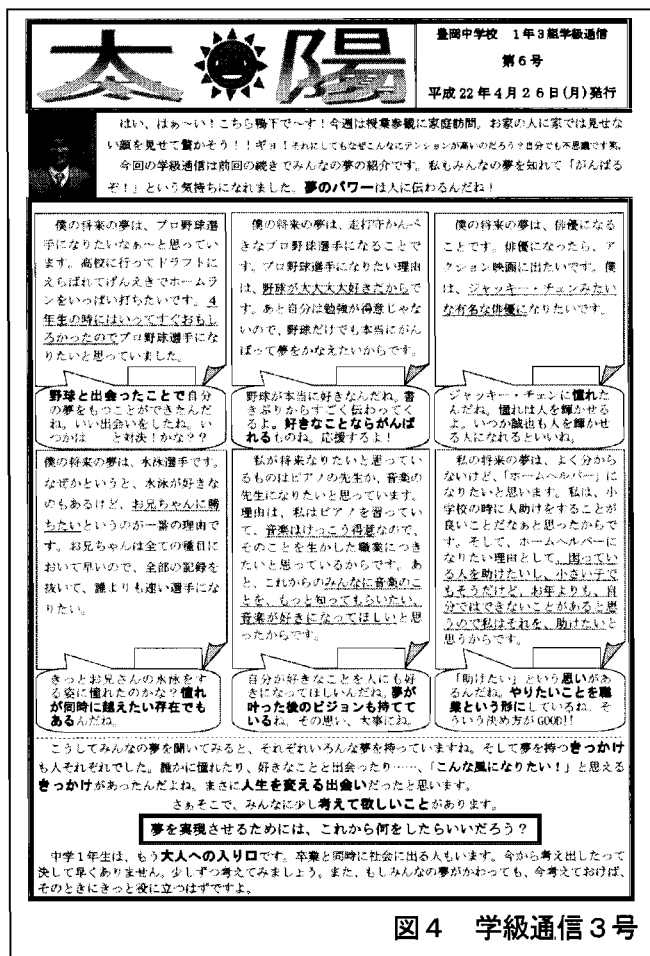 太陽
豊岡中学校 1年3組学級通信
第6号
平成22年4月26日(月)発行
はい、はぁ〜い!こちら鴨下で〜す!今週は授業参観に家庭訪問。お家の人に家では見せな
い顔を見せて驚かそう!!ギョ!それにしてもなぜこんなにテンションが高いのだろう?自分でも不思議です笑。
今回の学級通信は前回の続きでみんなの夢の紹介です。私もみんなの夢を知れて「がんばる
ぞ!」という気持ちになれました。夢のパワーは人に伝わるんだね!
僕の将来の夢は、プロ野球選
手になりたいなぁ〜と思ってい
ます。高校に行ってドラフトに
えらばれてげんえきでホームラ
ンをいっぱい打ちたいです。4
年生の時にはいってすぐおもし
ろかったのでプロ野球選手にな
りたいと思っていました。
野球と出会ったことで自分
の夢をもつことができたんだ
ね。いい出会いをしたね。い
つかは と対決!かな??
僕の将来の夢は、走打守かんぺ
きなプロ野球選手になることで
す。プロ野球選手になりたい理由
は、野球が大大大大好きだからで
す。あと自分は勉強が得意じゃな
いので、野球だけでも本当にがん
ばって夢をかなえたいからです。
野球が本当に好きなんだね。書
きぶりからすごく伝わってく
るよ。好きなことならがんば
れるものね。応援するよ!
僕の将来の夢は、俳優になる
ことです。俳優になったら、ア
クション映画に出たいです。僕
は、ジャッキー・チェンみたい
な有名な俳優になりたいです。
ジャッキー・チェンに憧れた
んだね。憧れは人を輝かせる
よ。いつか誠也も人を輝かせ
る人になれるといいね。
僕の将来の夢は、水泳選手です。
なぜかというと、水泳が好きな
のもあるけど、お兄ちゃんに勝
ちたいというのが一番の理由で
す。お兄ちゃんは全ての種目に
おいて早いので、全部の記録を
抜いて、誰よりも速い選手にな
りたい。
きっとお兄さんの水泳をす
る姿に憧れたのかな?憧れ
が同時に越えたい存在でも
あるんだね。
私が将来なりたいと思ってい
るものはピアノの先生か、音楽の
先生になりたいと思っています。
理由は、私はピアノを習ってい
て、音楽はけっこう得意なので、
そのことを生かした職業につき
たいと思っているからです。あ
と、これからのみんなに音楽のこ
とを、もっと知ってもらいたい、
音楽が好きになってほしいと思
ったからです。
自分が好きなことを人にも好
きになってほしいんだね。夢が
叶った後のビジョンも持てて
いるね。その思い、大事にね。
私の将来の夢は、よく分から
ないけど、「ホームヘルパー」に
なりたいと思います。私は、小
学校の時に人助けをすることが
良いことだなぁと思ったからで
す。そして、ホームヘルパーに
なりたい理由として、困ってい
る人を助けたいし、小さい子で
もそうだけど、お年よりも、自
分ではできないことがあると思
うので私はそれを、助けたいと
思うからです。
「助けたい」という思いがあ
るんだね。やりたいことを職
業という形にしているね。そ
ういう決め方がGOOD!!
こうしてみんなの夢を聞いてみると、それぞれいろんな夢を持っていますね。そして夢を持つきっかけ
も人それぞれでした。誰かに憧れたり、好きなことと出会ったり……、「こんな風になりたい!」と思える
きっかけがあったんだよね。まさに人生を変える出会いだったと思います。
さぁそこで、みんなに少し考えて欲しいことがあります。
夢を実現させるためには、これから何をしたらいいだろう?
中学1年生は、もう大人への入り口です。卒業と同時に社会に出る人もいます。今から考え出したって
決して早くありません。少しずつ考えてみましょう。また、もしみんなの夢がかわっても、今考えておけば、
そのときにきっと役に立つはずですよ。
図4 学級通信3号